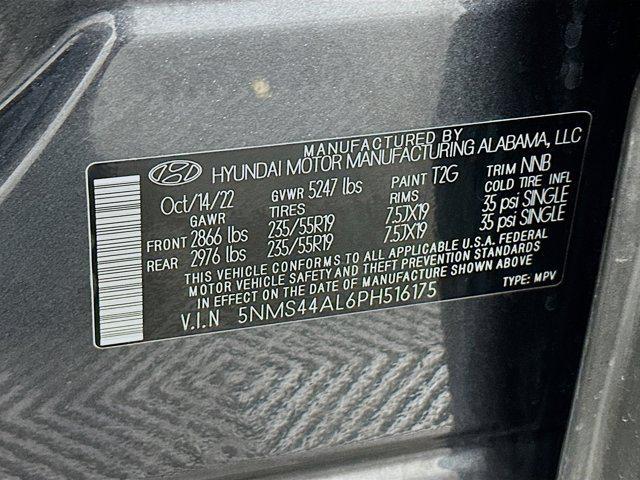 MANUFACTURED BY
HYUNDAI MOTOR MANUFACTURING ALABAMA, LLC
Oct/14/22 GVWR 5247 lbs PAINT T2G TRIM NNB
GAWR TIRES RIMS COLD TIRE INFL
FRONT 2866 lbs 235/55R19 7.5JX19 35 psi SINGLE
REAR 2976 lbs 235/55R19 7.5JX19 35 psi SINGLE
THIS VEHICLE CONFORMS TO ALL APPLICABLE U.S.A. FEDERAL
MOTOR VEHICLE SAFETY AND THEFT PREVENTION STANDARDS
IN EFFECT ON THE DATE OF MANUFACTURE SHOWN ABOVE
V.I.N 5NMS44AL6PH516175 TYPE: MPV